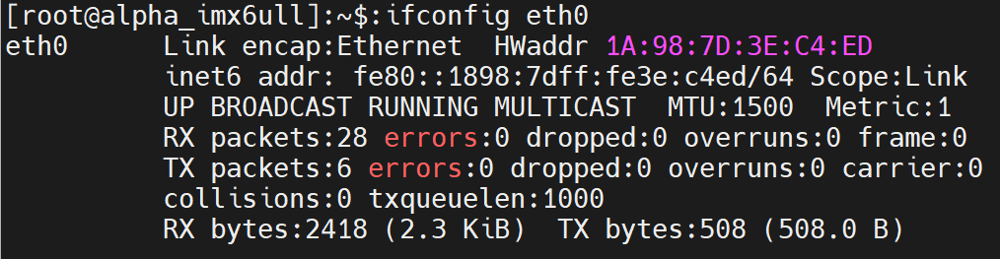 [root@alpha_imx6ull]:~$:ifconfig eth0
eth0      Link encap:Ethernet  HWaddr 1A:98:7D:3E:C4:ED
          inet6 addr: fe80::1898:7dff:fe3e:c4ed/64 Scope:Link
          UP BROADCAST RUNNING MULTICAST  MTU:1500  Metric:1
          RX packets:28 errors:0 dropped:0 overruns:0 frame:0
          TX packets:6 errors:0 dropped:0 overruns:0 carrier:0
          collisions:0 txqueuelen:1000
          RX bytes:2418 (2.3 KiB)  TX bytes:508 (508.0 B)